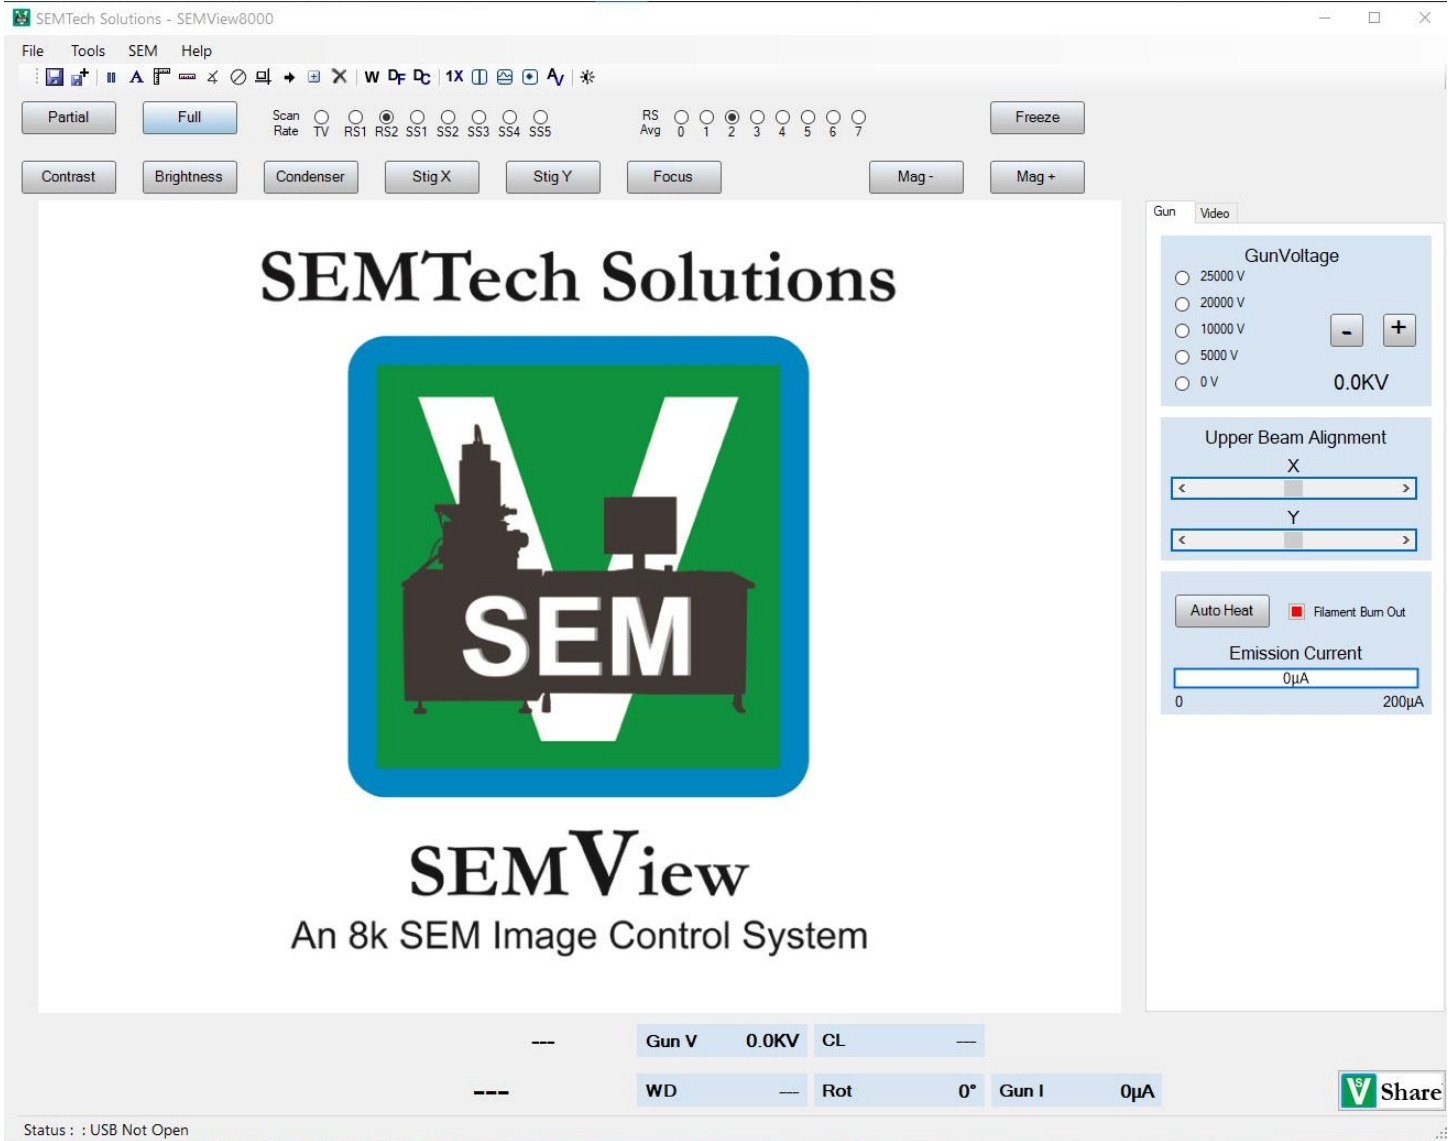 SEMTech Solutions - SEMView8000
File Tools SEM Help
A W DF DC 1X AV
Partial Full Scan Rate TV RS1 RS2 SS1 SS2 SS3 SS4 SS5 RS Avg 0 1 2 3 4 5 6 7 Freeze
Contrast Brightness Condenser Stig X Stig Y Focus Mag - Mag +
Gun Video
SEMTech Solutions
SEM
SEMView
An 8k SEM Image Control System
GunVoltage
25000 V
20000 V
10000 V
- +
5000 V
0 V 0.0KV
Upper Beam Alignment
X
< >
Y
< >
Auto Heat Filament Burn Out
Emission Current
0µA
0 200µA
--- Gun V 0.0KV CL ---
--- WD --- Rot 0° Gun I 0µA
VS Share
Status : : USB Not Open